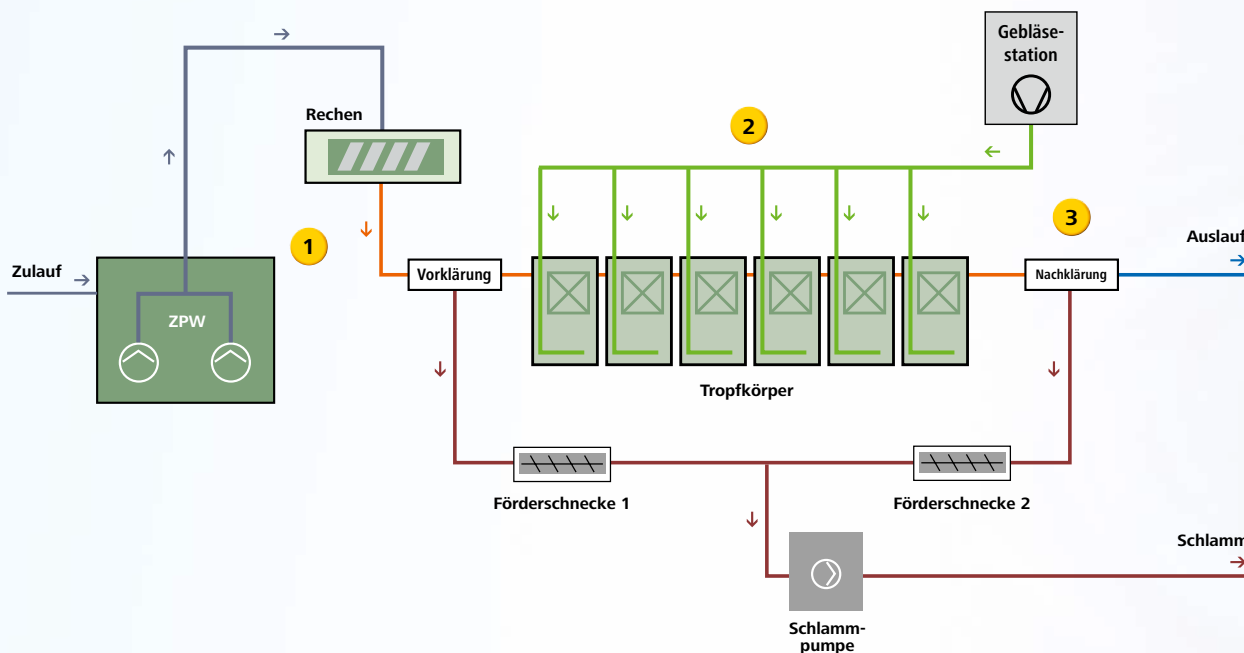 Gebläse-
station
Rechen
2
3
1
Auslauf
Zulauf
Vorklärung
Nachklärung
ZPW
Tropfkörper
Förderschnecke 1
Förderschnecke 2
Schlamm
Schlamm-
pumpe